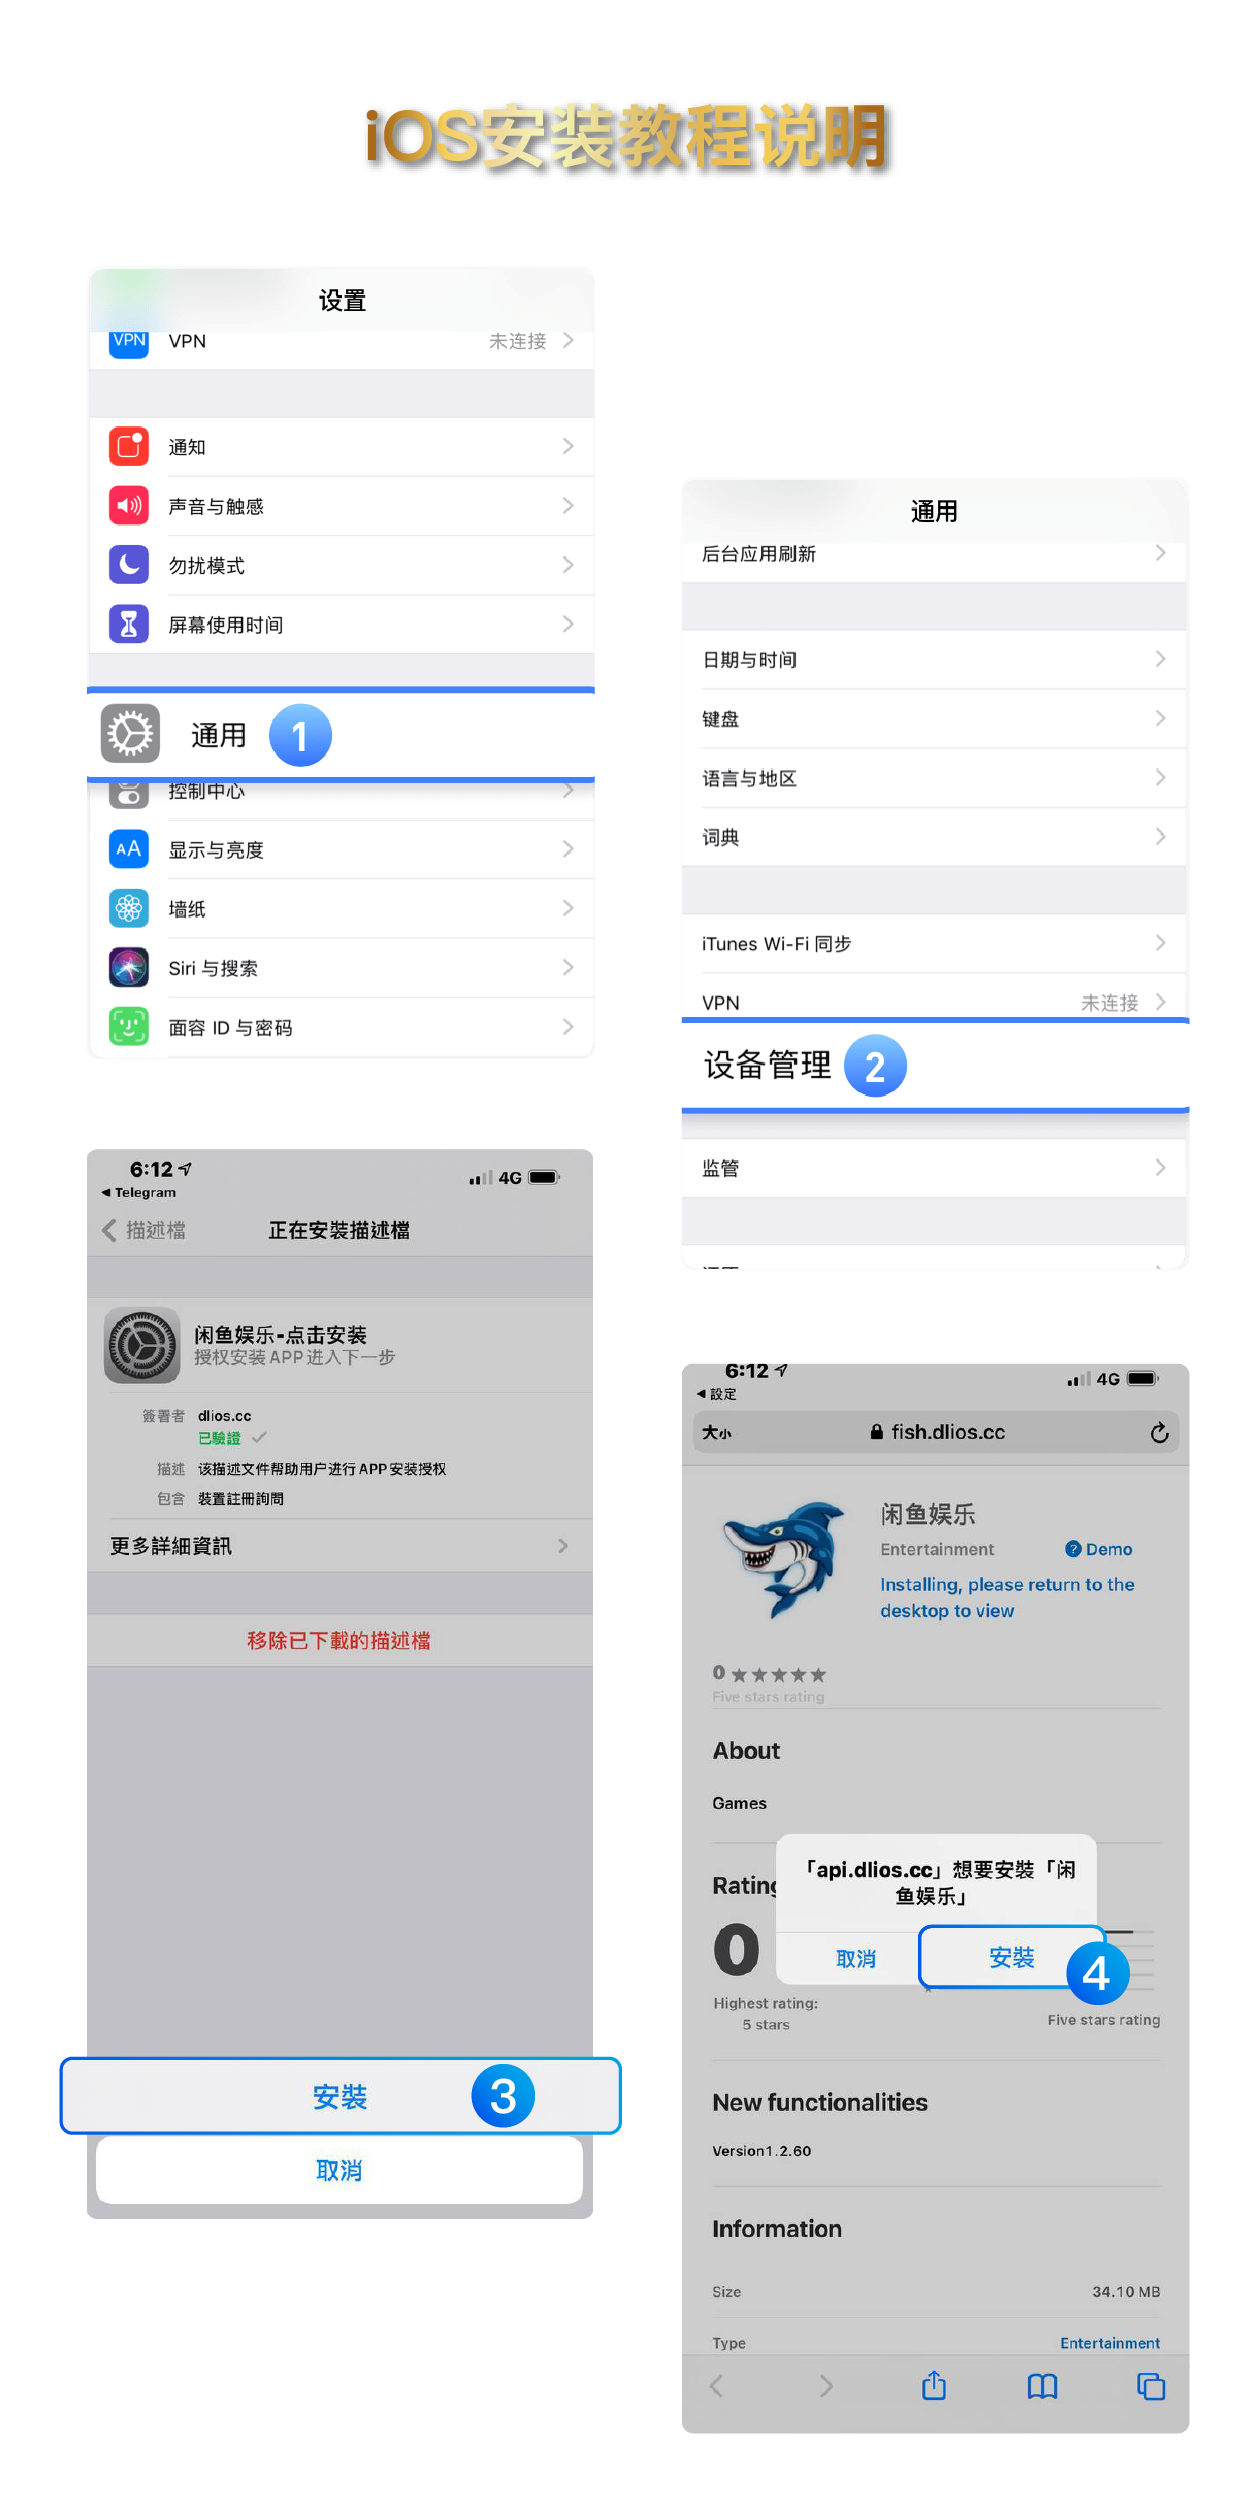 iOS安装教程说明
设置
VPN VPN 未连接
通知
声音与触感
勿扰模式
屏幕使用时间
通用 1
控制中心
AA 显示与亮度
墙纸
Siri 与搜索
面容 ID 与密码
通用
后台应用刷新
日期与时间
键盘
语言与地区
词典
iTunes Wi-Fi 同步
VPN 未连接
设备管理 2
监管
6:12 4G
Telegram
描述檔 正在安裝描述檔
闲鱼娱乐-点击安装
授权安装 APP 进入下一步
簽署者 dlios.cc
已驗證
描述 该描述文件帮助用户进行 APP 安装授权
包含 裝置註冊詢問
更多詳細資訊
移除已下載的描述檔
安裝 3
取消
6:12 4G
設定
大小 fish.dlios.cc
闲鱼娱乐
Entertainment ? Demo
Installing, please return to the
desktop to view
0 ★★★★★
Five stars rating
About
Games
「api.dlios.cc」想要安裝「闲
鱼娱乐」
Rating
0
取消 安裝 4
Highest rating:
5 stars
Five stars rating
New functionalities
Version1.2.60
Information
Size 34.10 MB
Type Entertainment